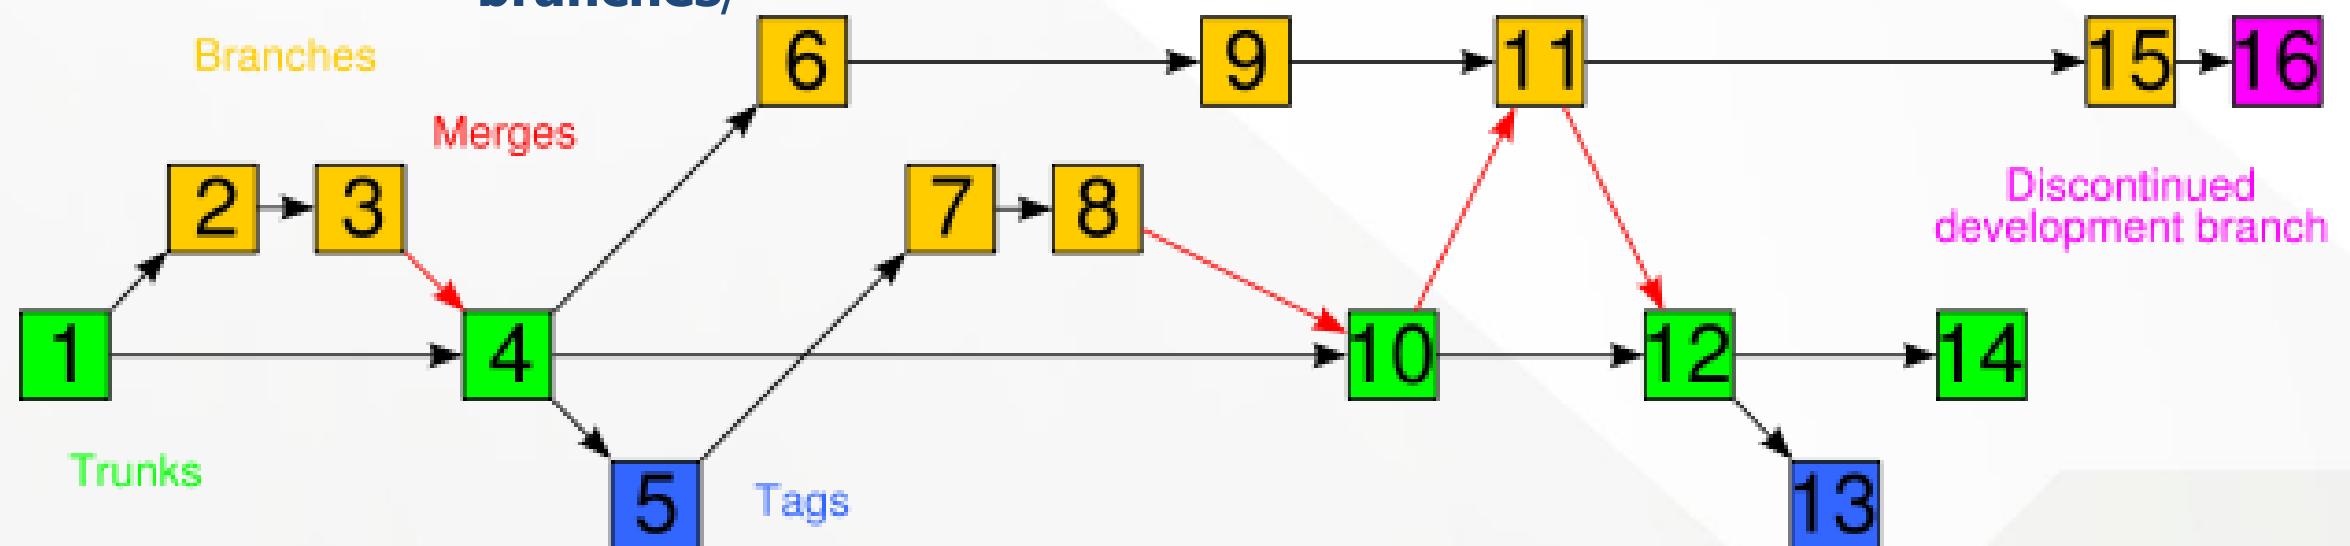 branches/
6
9
11
15
16
Branches
Merges
2
3
7
8
Discontinued
development branch
1
4
10
12
14
Trunks
5
Tags
13